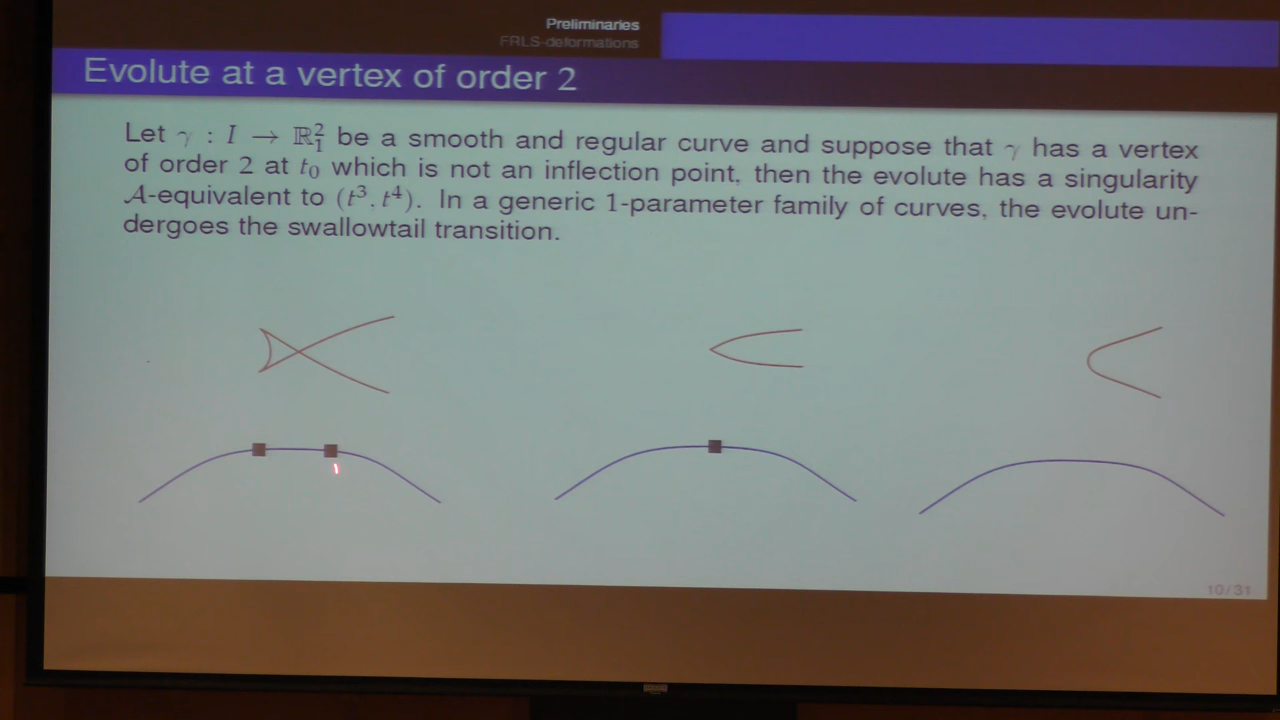 Preliminaries
FRLS-deformations
Evolute at a vertex of order 2
Let γ : I → ℝ²₁ be a smooth and regular curve and suppose that γ has a vertex
of order 2 at t₀ which is not an inflection point, then the evolute has a singularity
𝒜-equivalent to (t³, t⁴). In a generic 1-parameter family of curves, the evolute un-
dergoes the swallowtail transition.
10/31